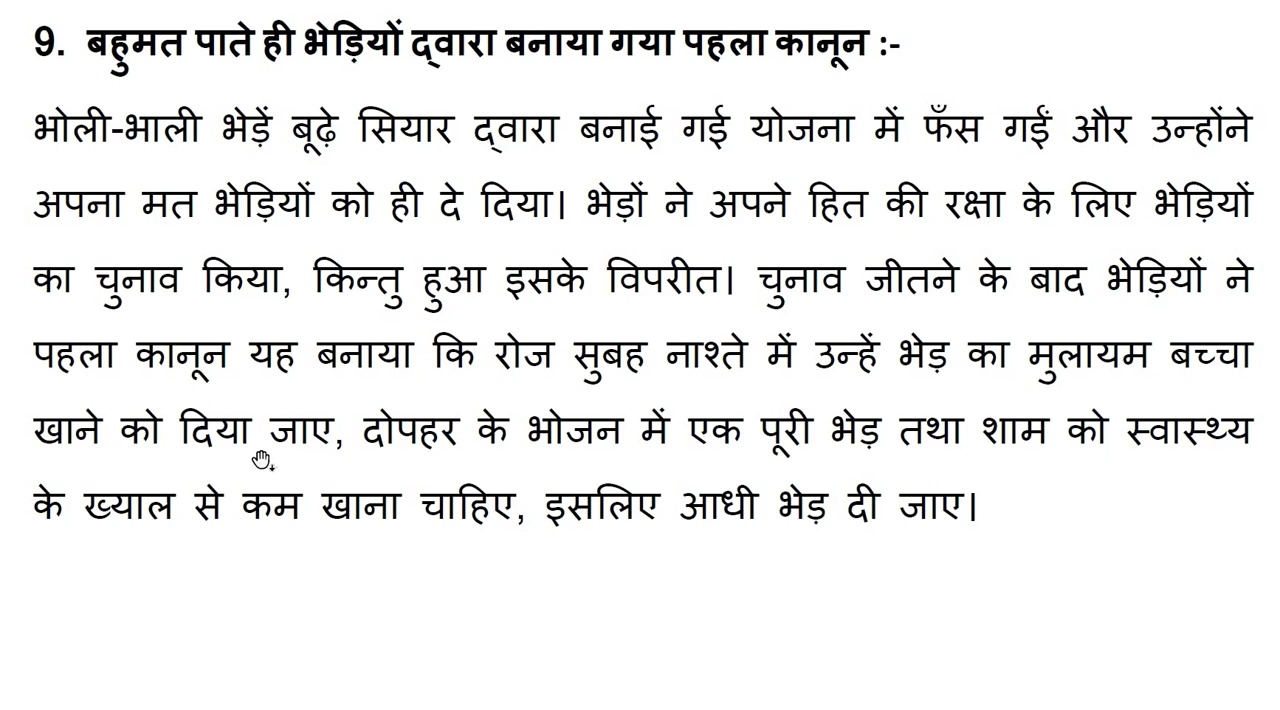 9. बहुमत पाते ही भेड़ियों द्वारा बनाया गया पहला कानून :-
भोली-भाली भेड़ें बूढ़े सियार द्वारा बनाई गई योजना में फँस गईं और उन्होंने
अपना मत भेड़ियों को ही दे दिया। भेड़ों ने अपने हित की रक्षा के लिए भेड़ियों
का चुनाव किया, किन्तु हुआ इसके विपरीत। चुनाव जीतने के बाद भेड़ियों ने
पहला कानून यह बनाया कि रोज सुबह नाश्ते में उन्हें भेड़ का मुलायम बच्चा
खाने को दिया जाए, दोपहर के भोजन में एक पूरी भेड़ तथा शाम को स्वास्थ्य
के ख्याल से कम खाना चाहिए, इसलिए आधी भेड़ दी जाए।